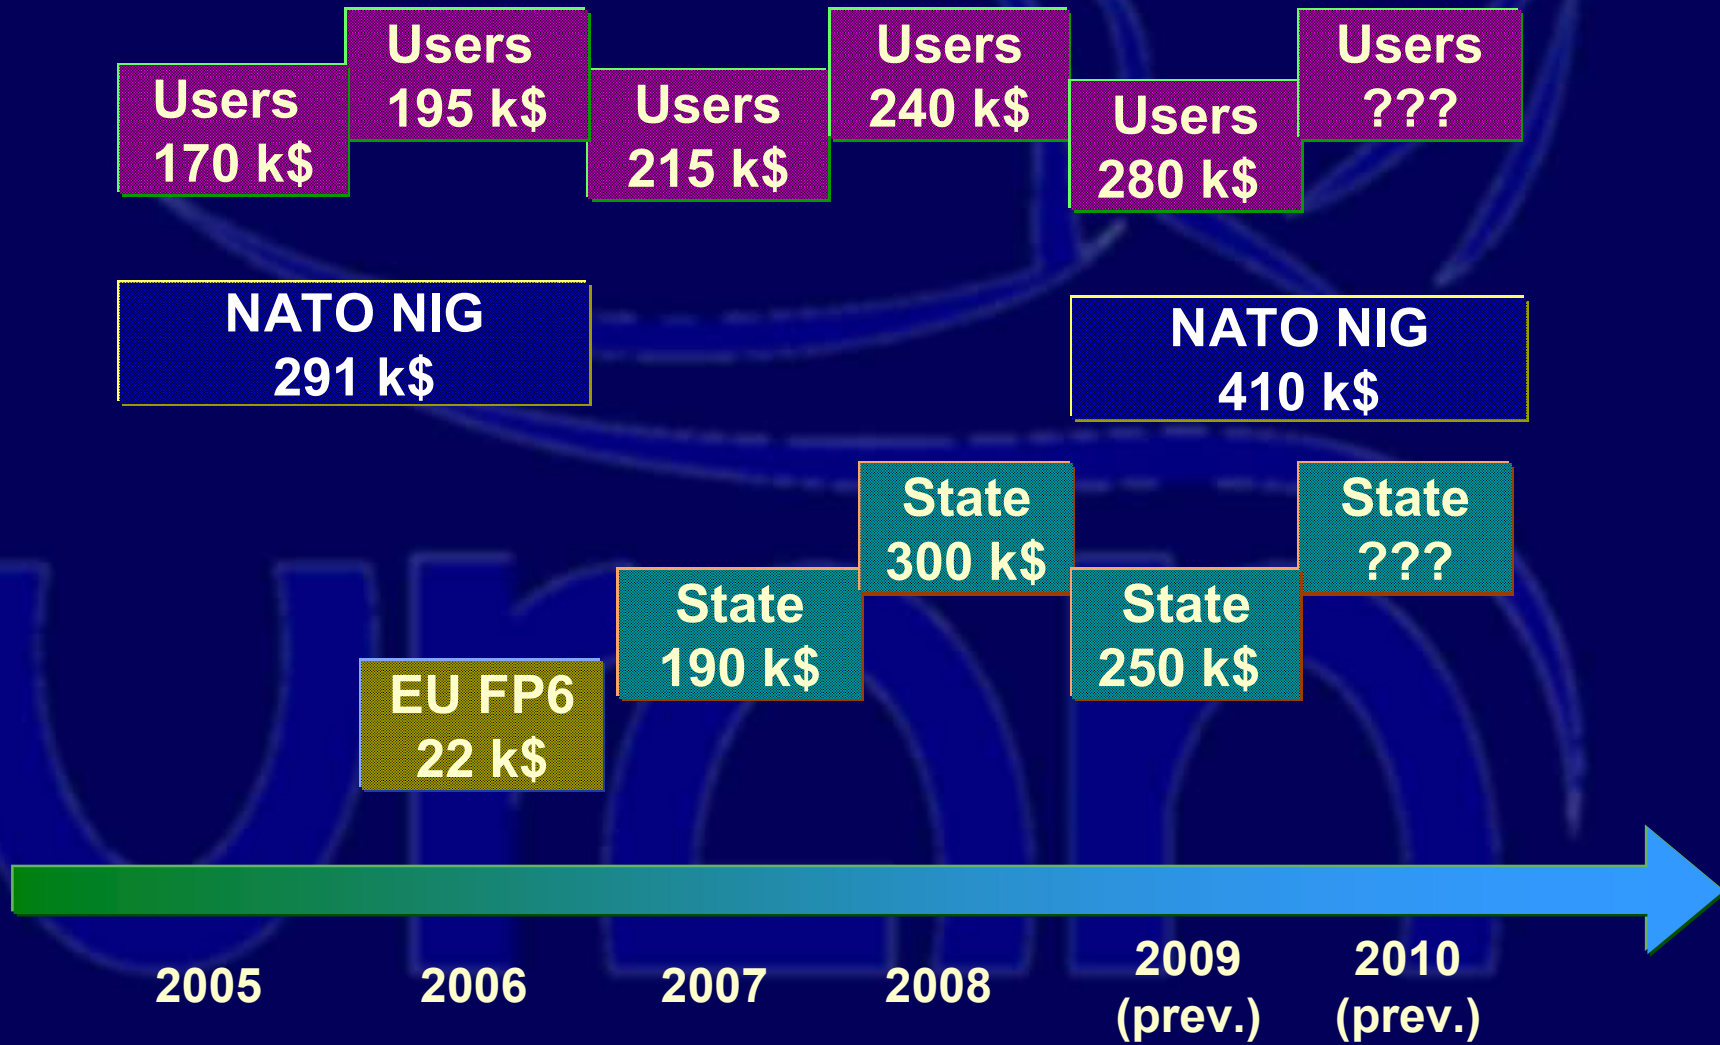 Users
170 k$
Users
195 k$
Users
215 k$
Users
240 k$
Users
280 k$
Users
???
NATO NIG
291 k$
NATO NIG
410 k$
EU FP6
22 k$
State
190 k$
State
300 k$
State
250 k$
State
???
2005
2006
2007
2008
2009
(prev.)
2010
(prev.)